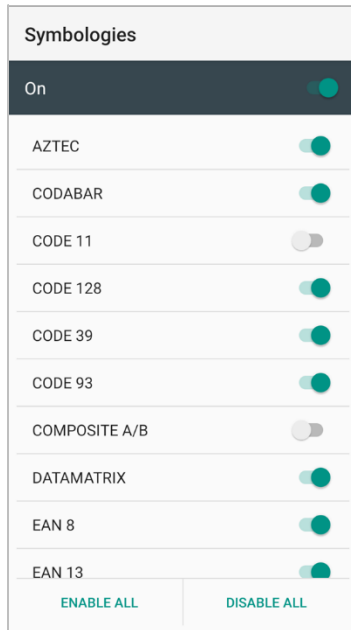 Symbologies
On
AZTEC
CODABAR
CODE 11
CODE 128
CODE 39
CODE 93
COMPOSITE A/B
DATAMATRIX
EAN 8
EAN 13
ENABLE ALL DISABLE ALL